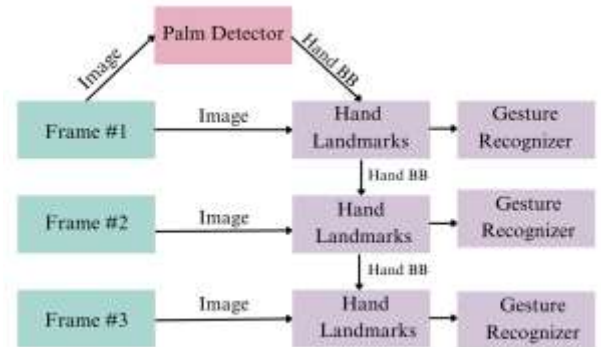 Palm Detector
Image
Hand BB
Frame #1
Image
Hand
Landmarks
Gesture
Recognizer
Hand BB
Frame #2
Image
Hand
Landmarks
Gesture
Recognizer
Hand BB
Frame #3
Image
Hand
Landmarks
Gesture
Recognizer